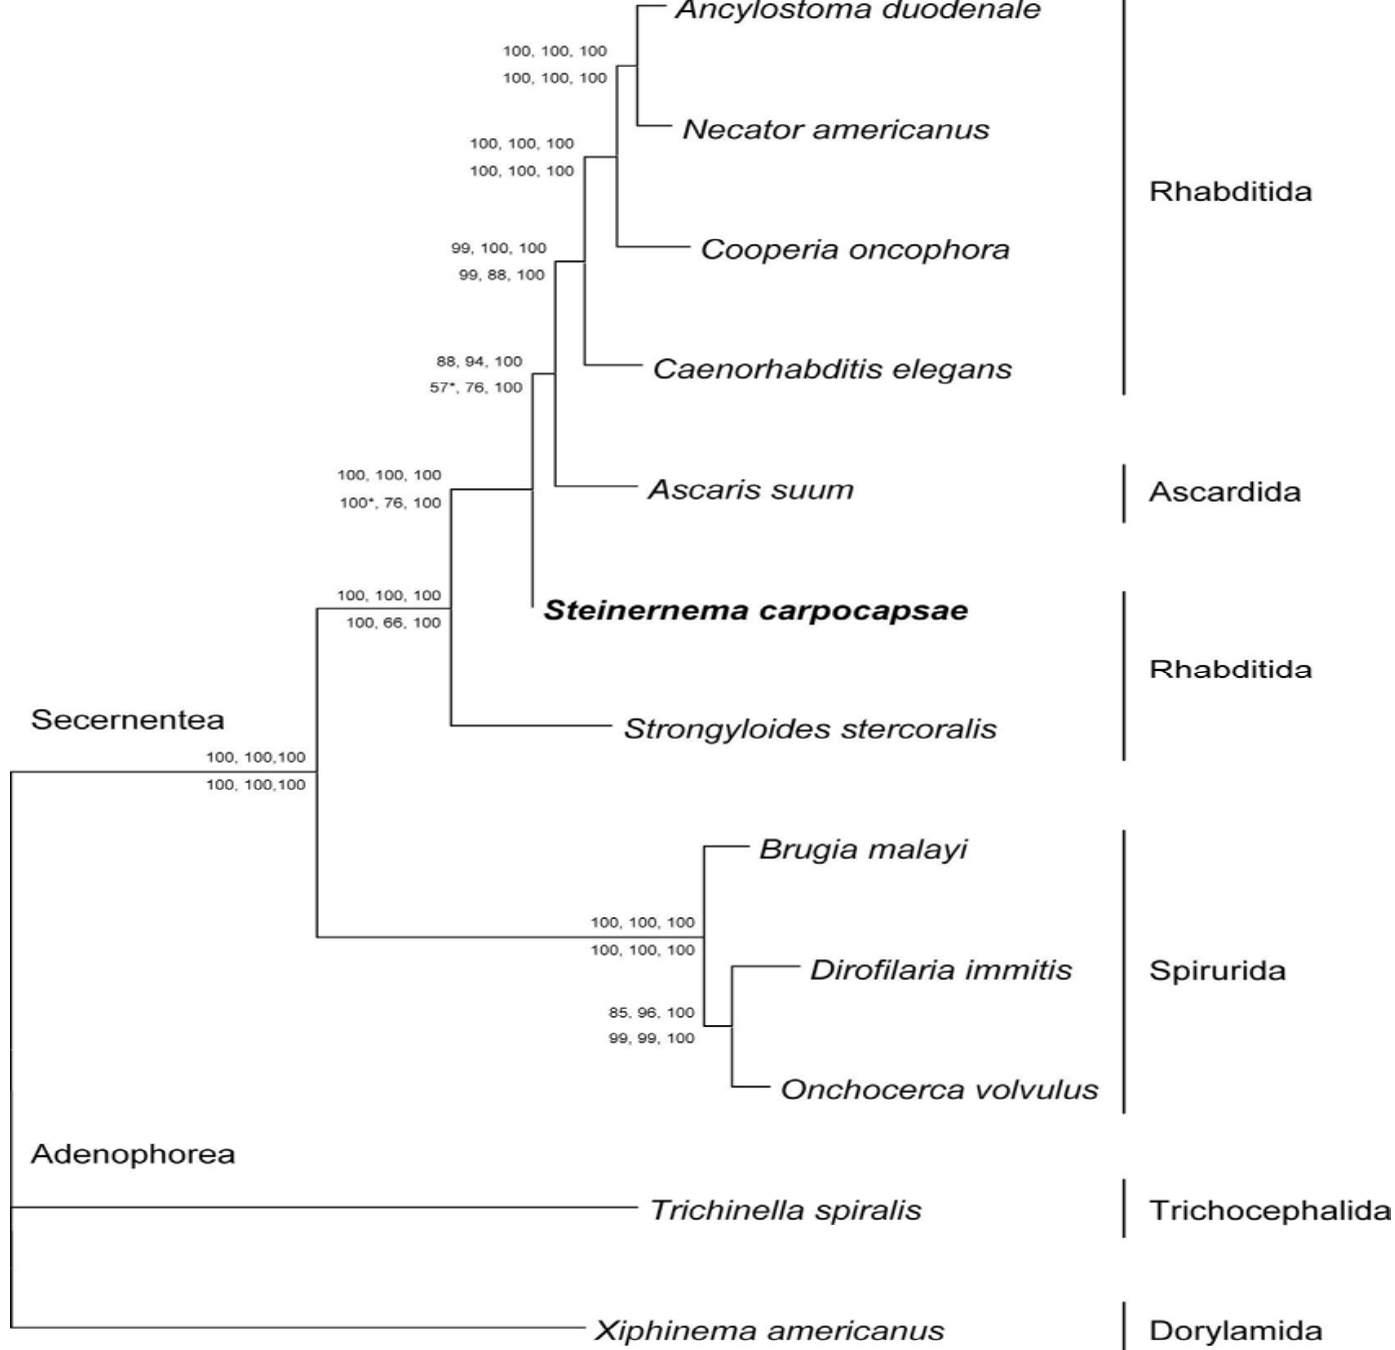 Ancylostoma duodenale
100, 100, 100
100, 100, 100
Necator americanus
100, 100, 100
100, 100, 100
Rhabditida
Cooperia oncophora
99, 100, 100
99, 88, 100
Caenorhabditis elegans
88, 94, 100
57*, 76, 100
Ascaris suum
Ascardida
100, 100, 100
100*, 76, 100
Steinernema carpocapsae
100, 100, 100
100, 66, 100
Rhabditida
Strongyloides stercoralis
Secernentea
100, 100,100
100, 100,100
Brugia malayi
100, 100, 100
100, 100, 100
Dirofilaria immitis
Spirurida
85, 96, 100
99, 99, 100
Onchocerca volvulus
Adenophorea
Trichinella spiralis
Trichocephalida
Xiphinema americanus
Dorylamida